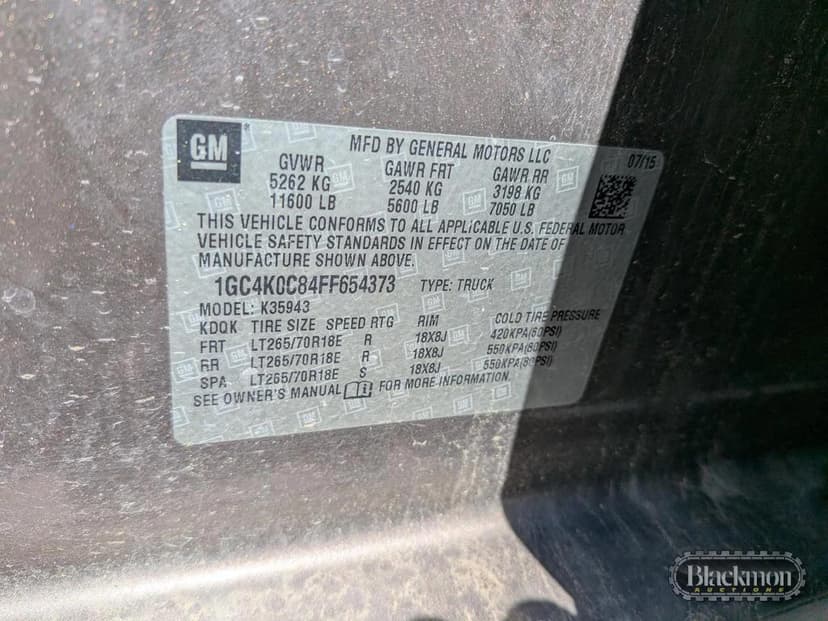 GM
MFD BY GENERAL MOTORS LLC 07/15
GVWR GAWR FRT GAWR RR
5262 KG 2540 KG 3198 KG
11600 LB 5600 LB 7050 LB
THIS VEHICLE CONFORMS TO ALL APPLICABLE U.S. FEDERAL MOTOR
VEHICLE SAFETY STANDARDS IN EFFECT ON THE DATE OF
MANUFACTURE SHOWN ABOVE.
1GC4K0C84FF654373 TYPE: TRUCK
MODEL: K35943
KDQK TIRE SIZE SPEED RTG RIM COLD TIRE PRESSURE
FRT LT265/70R18E R 18X8J 420KPA(60PSI)
RR LT265/70R18E R 18X8J 550KPA(80PSI)
SPA LT265/70R18E S 18X8J 550KPA(80PSI)
SEE OWNER'S MANUAL FOR MORE INFORMATION.
Blackmon
AUCTIONS